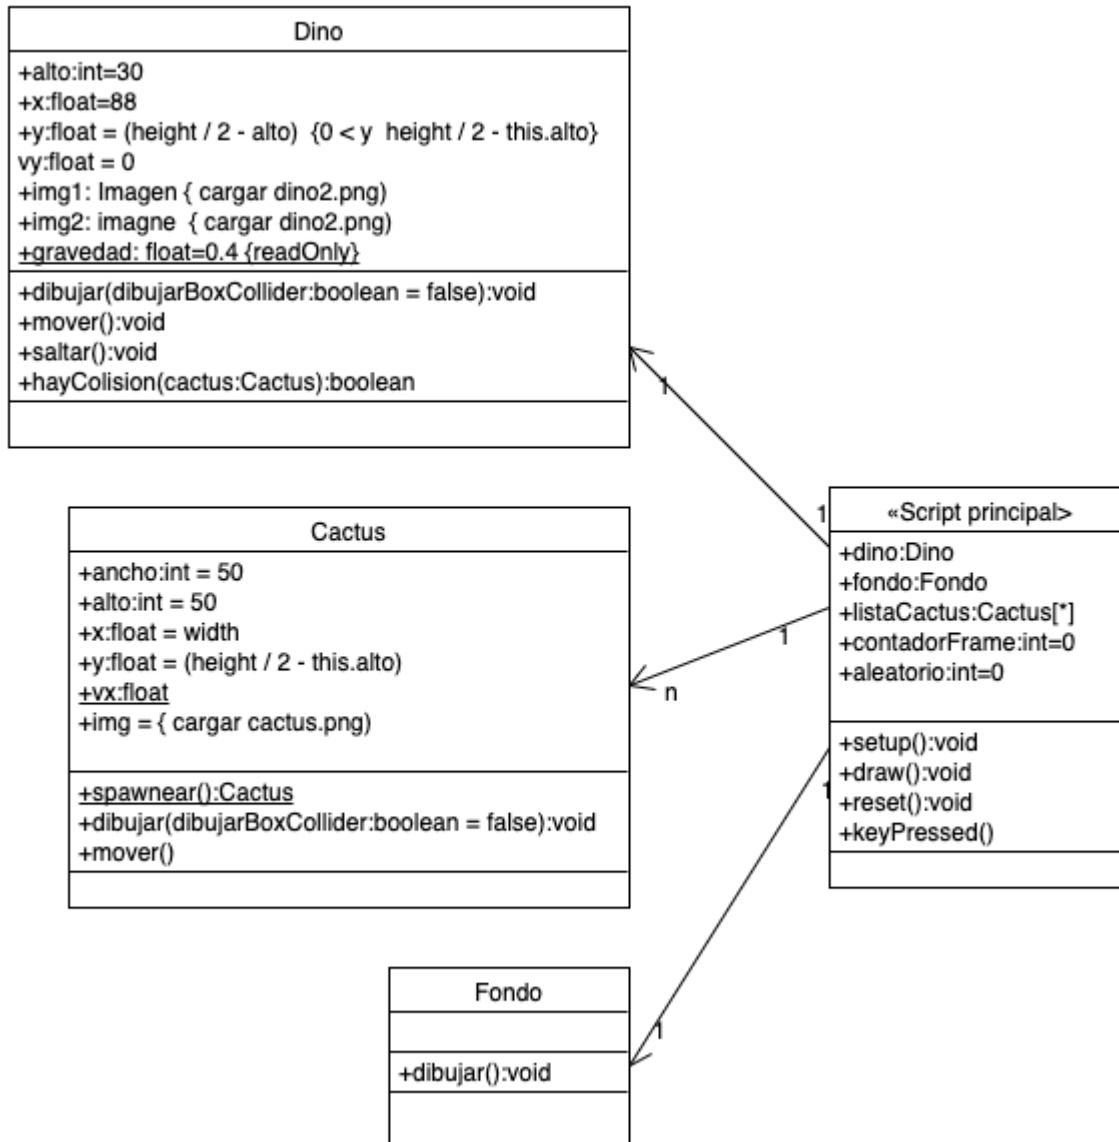 Dino
+alto:int=30
+x:float=88
+y:float = (height / 2 - alto)  {0 < y  height / 2 - this.alto}
vy:float = 0
+img1: Imagen { cargar dino2.png)
+img2: imagne  { cargar dino2.png)
+gravedad: float=0.4 {readOnly}
+dibujar(dibujarBoxCollider:boolean = false):void
+mover():void
+saltar():void
+hayColision(cactus:Cactus):boolean
1
1
Cactus
+ancho:int = 50
+alto:int = 50
+x:float = width
+y:float = (height / 2 - this.alto)
+vx:float
+img = { cargar cactus.png)
+spawnear():Cactus
+dibujar(dibujarBoxCollider:boolean = false):void
+mover()
1
n
«Script principal>
+dino:Dino
+fondo:Fondo
+listaCactus:Cactus[*]
+contadorFrame:int=0
+aleatorio:int=0
+setup():void
+draw():void
+reset():void
+keyPressed()
1
1
Fondo
+dibujar():void